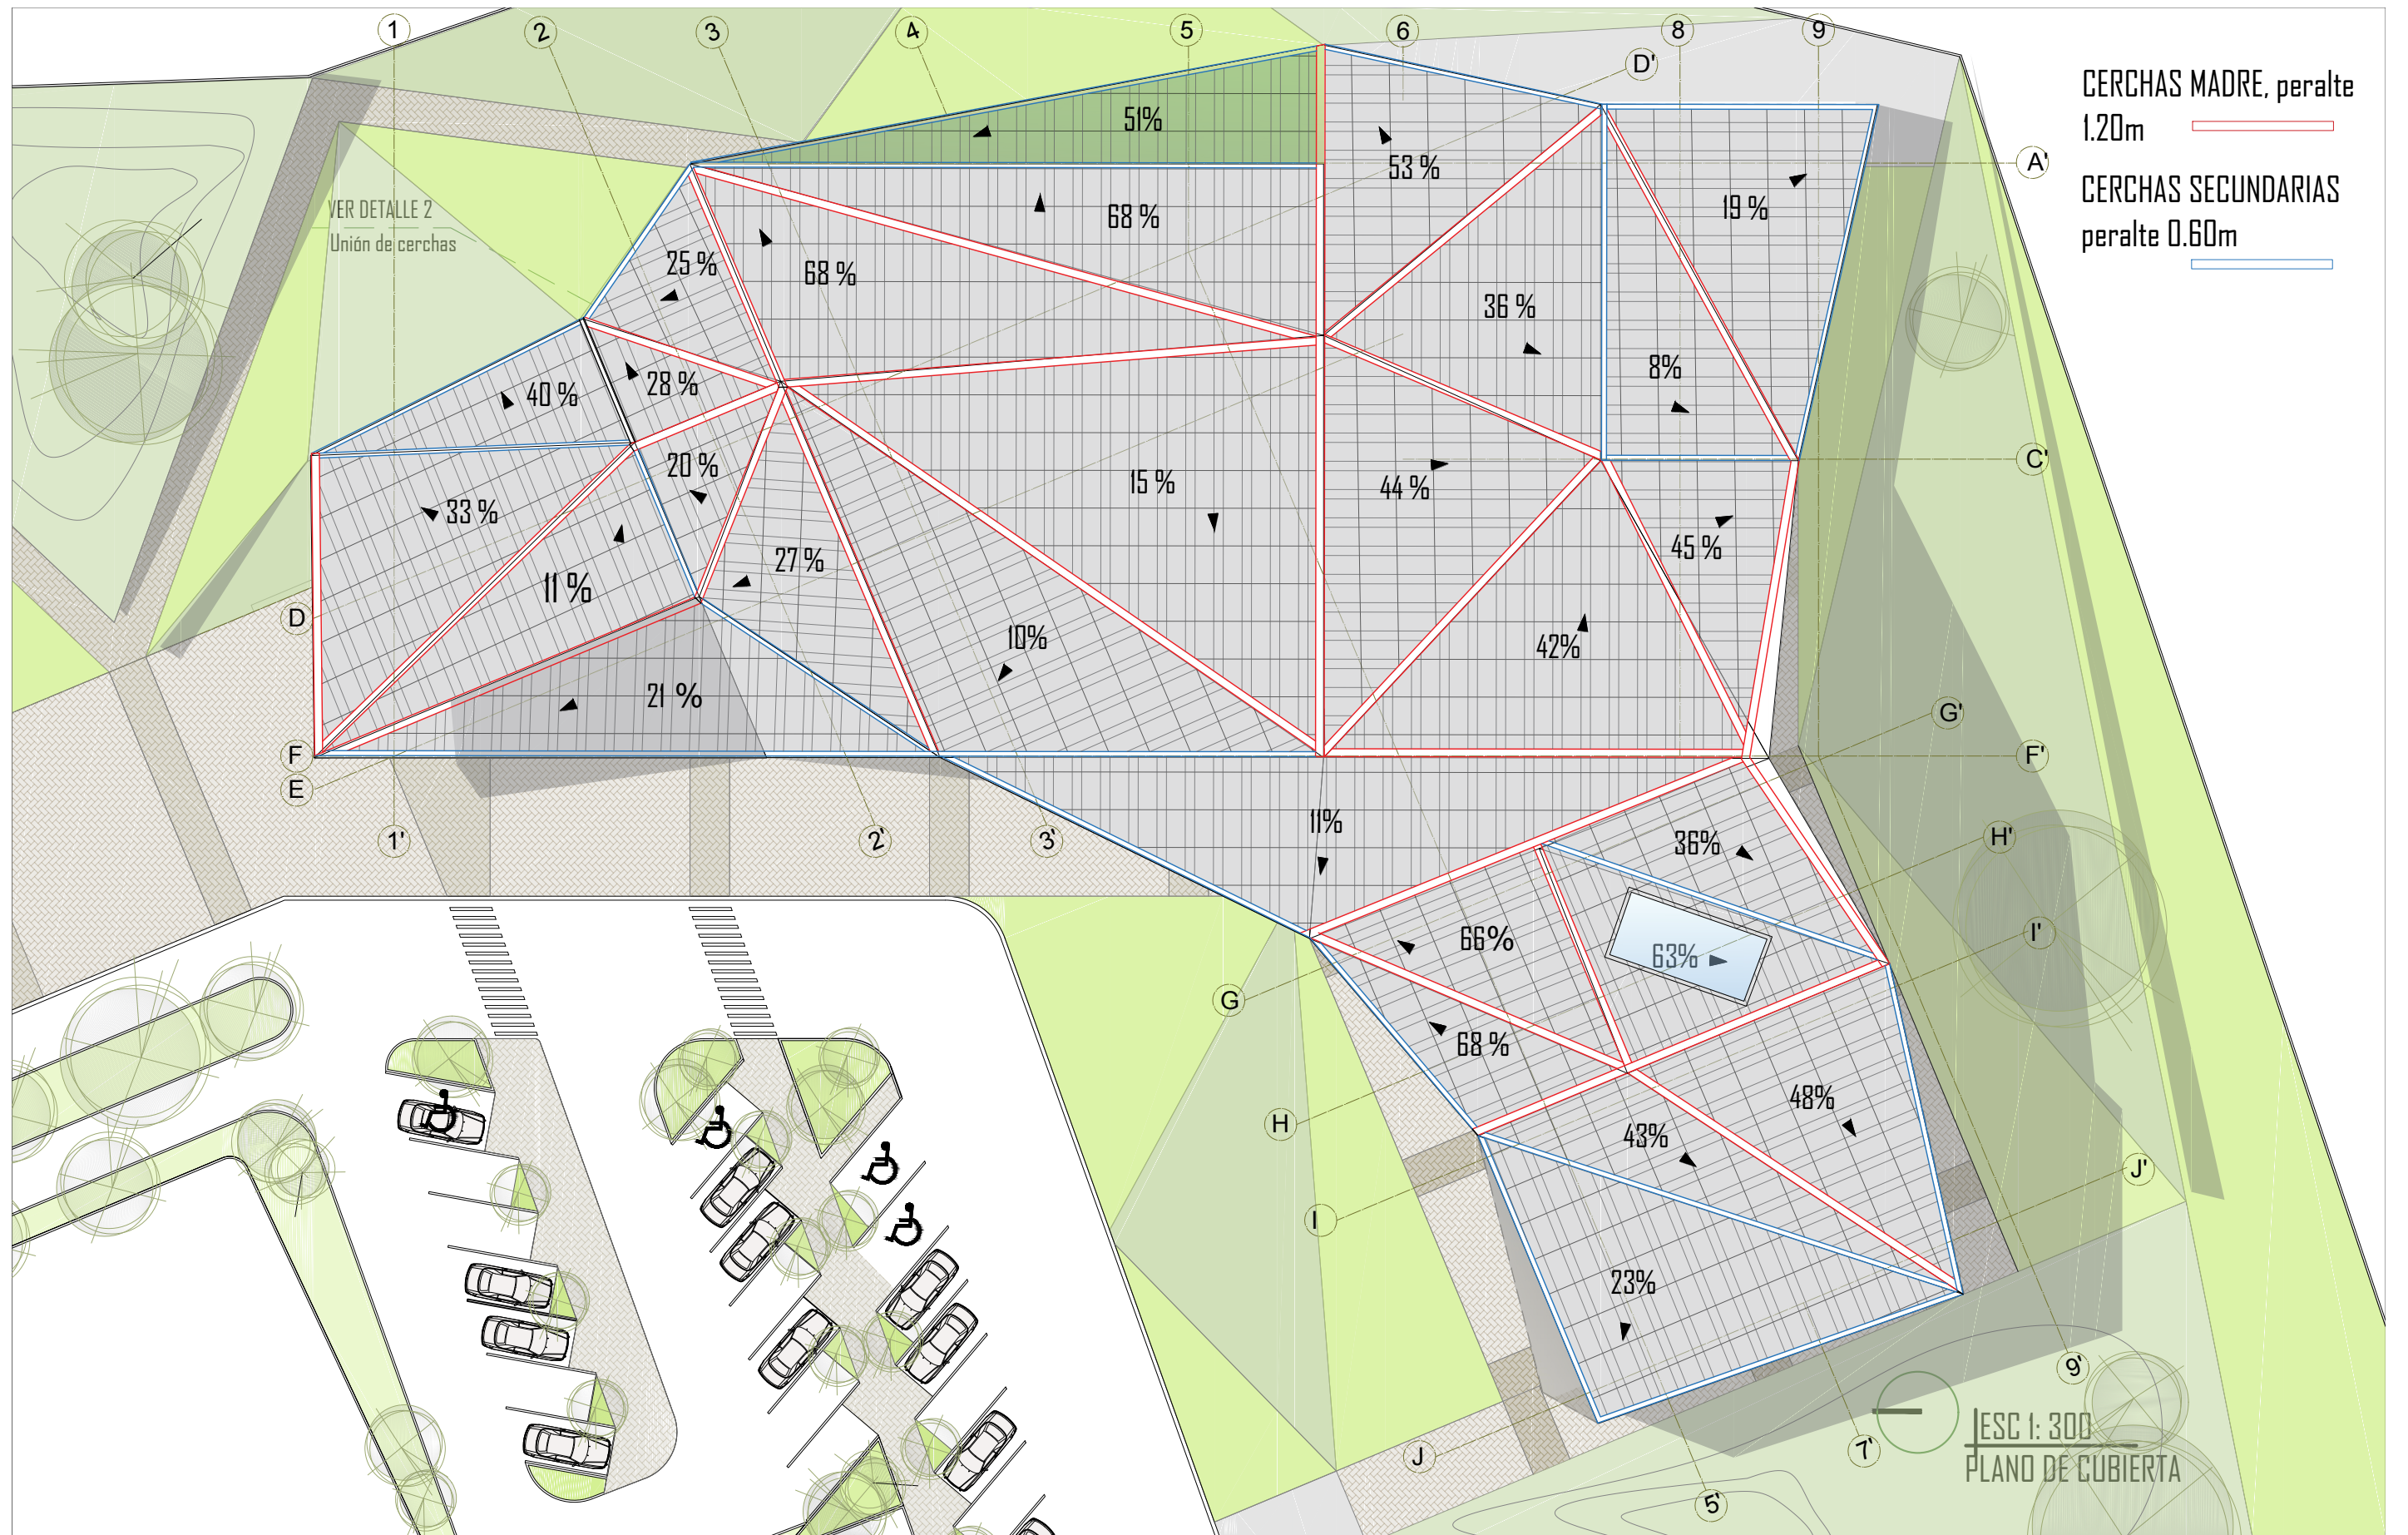 1
2
3
4
5
6
8
9
D'
CERCHAS MADRE, peralte
1.20m
51%
53 %
A'
19 %
CERCHAS SECUNDARIAS
peralte 0.60m
VER DETALLE 2
Unión de cerchas
68 %
25 %
68 %
36 %
8%
40 %
28 %
20 %
15 %
44 %
C'
33 %
45 %
27 %
11 %
D
10%
42%
21 %
G'
F
F'
E
1'
2'
3'
11%
36%
H'
66%
63%
I'
G
68 %
48%
43%
H
J'
I
23%
9'
ESC 1: 300
PLANO DE CUBIERTA
J
7'
5'